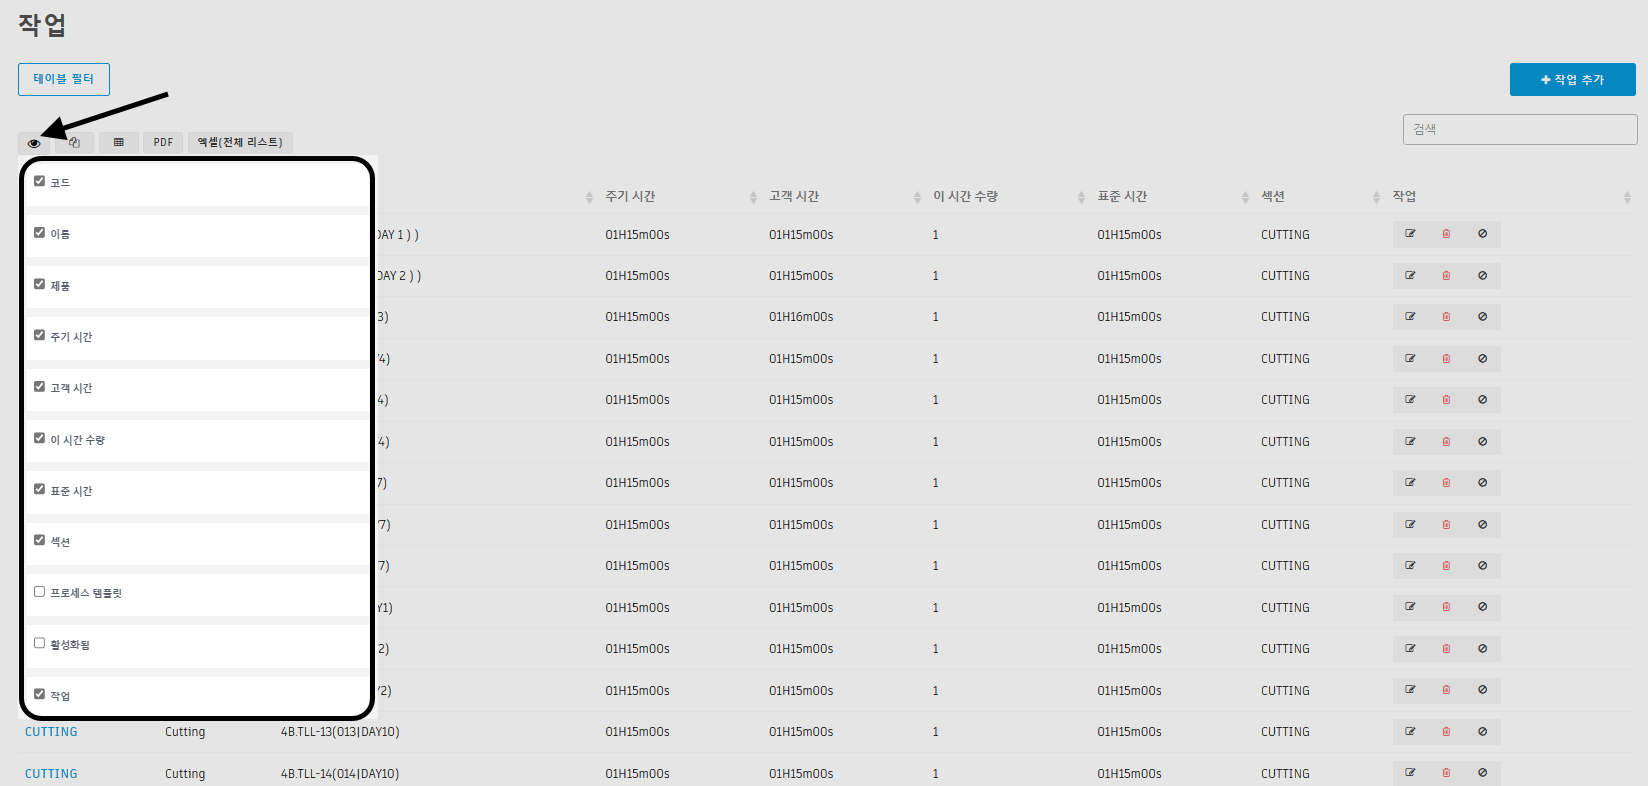 작업
테이블 필터
작업 추가
검색
PDF
엑셀(전체 리스트)
코드
이름
제품
주기 시간
고객 시간
이 시간 수량
표준 시간
섹션
프로세스 템플릿
활성화됨
작업
주기 시간 고객 시간 이 시간 수량 표준 시간 섹션 작업
DAY 1 ) ) 01H15m00s 01H15m00s 1 01H15m00s CUTTING
DAY 2 ) ) 01H15m00s 01H15m00s 1 01H15m00s CUTTING
3) 01H15m00s 01H16m00s 1 01H15m00s CUTTING
4) 01H15m00s 01H15m00s 1 01H15m00s CUTTING
4) 01H15m00s 01H15m00s 1 01H15m00s CUTTING
4) 01H15m00s 01H15m00s 1 01H15m00s CUTTING
7) 01H15m00s 01H15m00s 1 01H15m00s CUTTING
7) 01H15m00s 01H15m00s 1 01H15m00s CUTTING
7) 01H15m00s 01H15m00s 1 01H15m00s CUTTING
Y1) 01H15m00s 01H15m00s 1 01H15m00s CUTTING
2) 01H15m00s 01H15m00s 1 01H15m00s CUTTING
Y2) 01H15m00s 01H15m00s 1 01H15m00s CUTTING
CUTTING Cutting 4B.TLL-13(013|DAY10) 01H15m00s 01H15m00s 1 01H15m00s CUTTING
CUTTING Cutting 4B.TLL-14(014|DAY10) 01H15m00s 01H15m00s 1 01H15m00s CUTTING